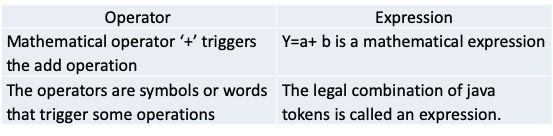 Operator
Expression
Mathematical operator ‘+’ triggers
the add operation
Y=a+ b is a mathematical expression
The operators are symbols or words
that trigger some operations
The legal combination of java
tokens is called an expression.